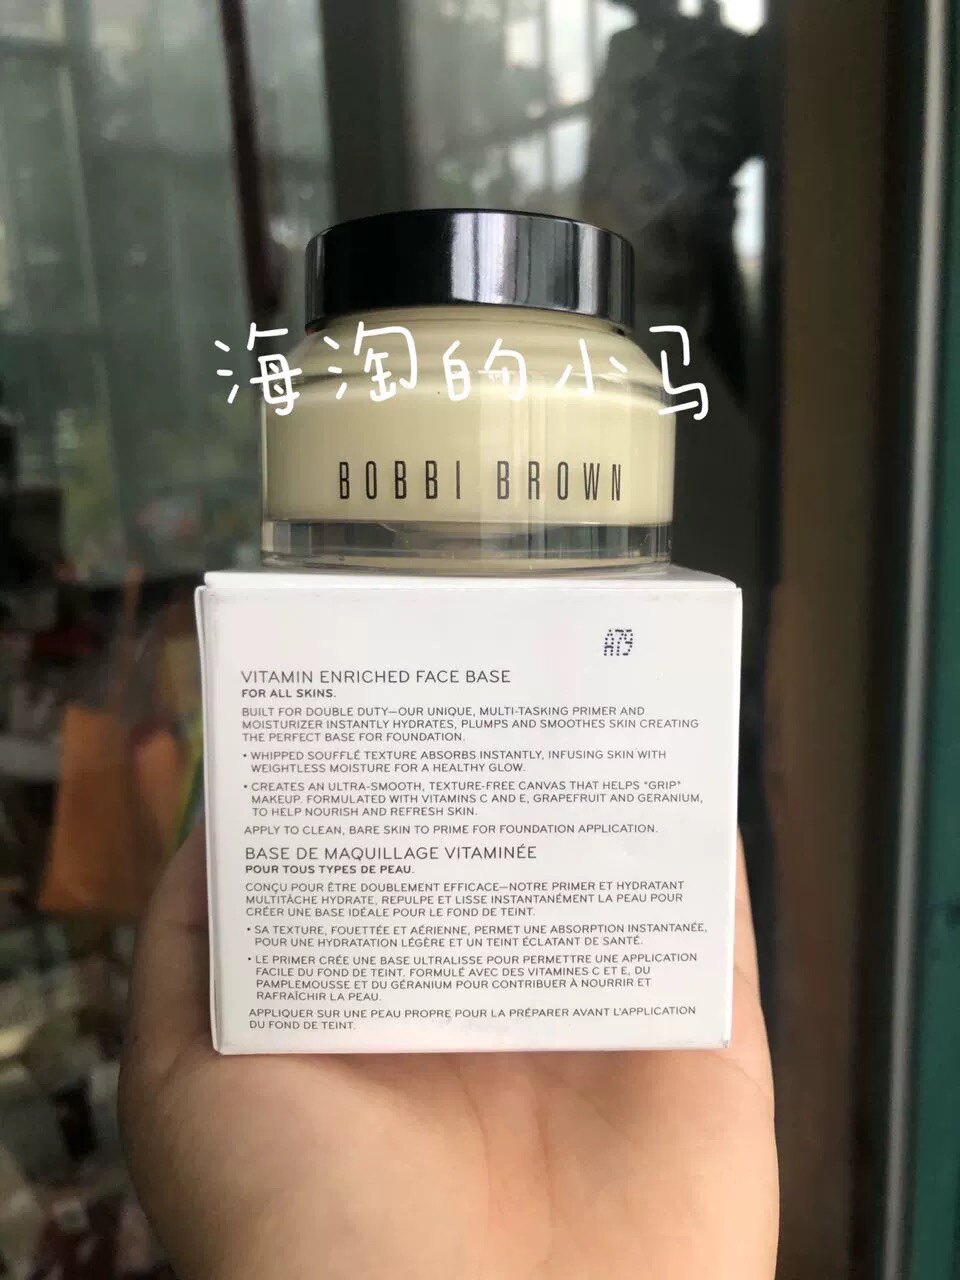 海淘的小马
BOBBI BROWN
A79
VITAMIN ENRICHED FACE BASE
FOR ALL SKINS.
BUILT FOR DOUBLE DUTY—OUR UNIQUE, MULTI-TASKING PRIMER AND
MOISTURIZER INSTANTLY HYDRATES, PLUMPS AND SMOOTHES SKIN CREATING
THE PERFECT BASE FOR FOUNDATION.
• WHIPPED SOUFFLÉ TEXTURE ABSORBS INSTANTLY, INFUSING SKIN WITH
WEIGHTLESS MOISTURE FOR A HEALTHY GLOW.
• CREATES AN ULTRA-SMOOTH, TEXTURE-FREE CANVAS THAT HELPS "GRIP"
MAKEUP. FORMULATED WITH VITAMINS C AND E, GRAPEFRUIT AND GERANIUM,
TO HELP NOURISH AND REFRESH SKIN.
APPLY TO CLEAN, BARE SKIN TO PRIME FOR FOUNDATION APPLICATION.
BASE DE MAQUILLAGE VITAMINÉE
POUR TOUS TYPES DE PEAU.
CONÇU POUR ÊTRE DOUBLEMENT EFFICACE—NOTRE PRIMER ET HYDRATANT
MULTITÂCHE HYDRATE, REPULPE ET LISSE INSTANTANÉMENT LA PEAU POUR
CRÉER UNE BASE IDÉALE POUR LE FOND DE TEINT.
• SA TEXTURE, FOUETTÉE ET AÉRIENNE, PERMET UNE ABSORPTION INSTANTANÉE,
POUR UNE HYDRATATION LÉGÈRE ET UN TEINT ÉCLATANT DE SANTÉ.
• LE PRIMER CRÉE UNE BASE ULTRALISSE POUR PERMETTRE UNE APPLICATION
FACILE DU FOND DE TEINT. FORMULÉ AVEC DES VITAMINES C ET E, DU
PAMPLEMOUSSE ET DU GÉRANIUM POUR CONTRIBUER À NOURRIR ET
RAFRAÎCHIR LA PEAU.
APPLIQUER SUR UNE PEAU PROPRE POUR LA PRÉPARER AVANT L'APPLICATION
DU FOND DE TEINT.